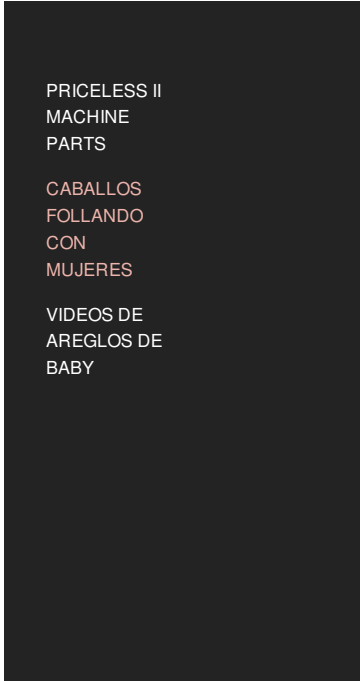 PRICELESS II
MACHINE
PARTS
CABALLOS
FOLLANDO
CON
MUJERES
VIDEOS DE
AREGLOS DE
BABY